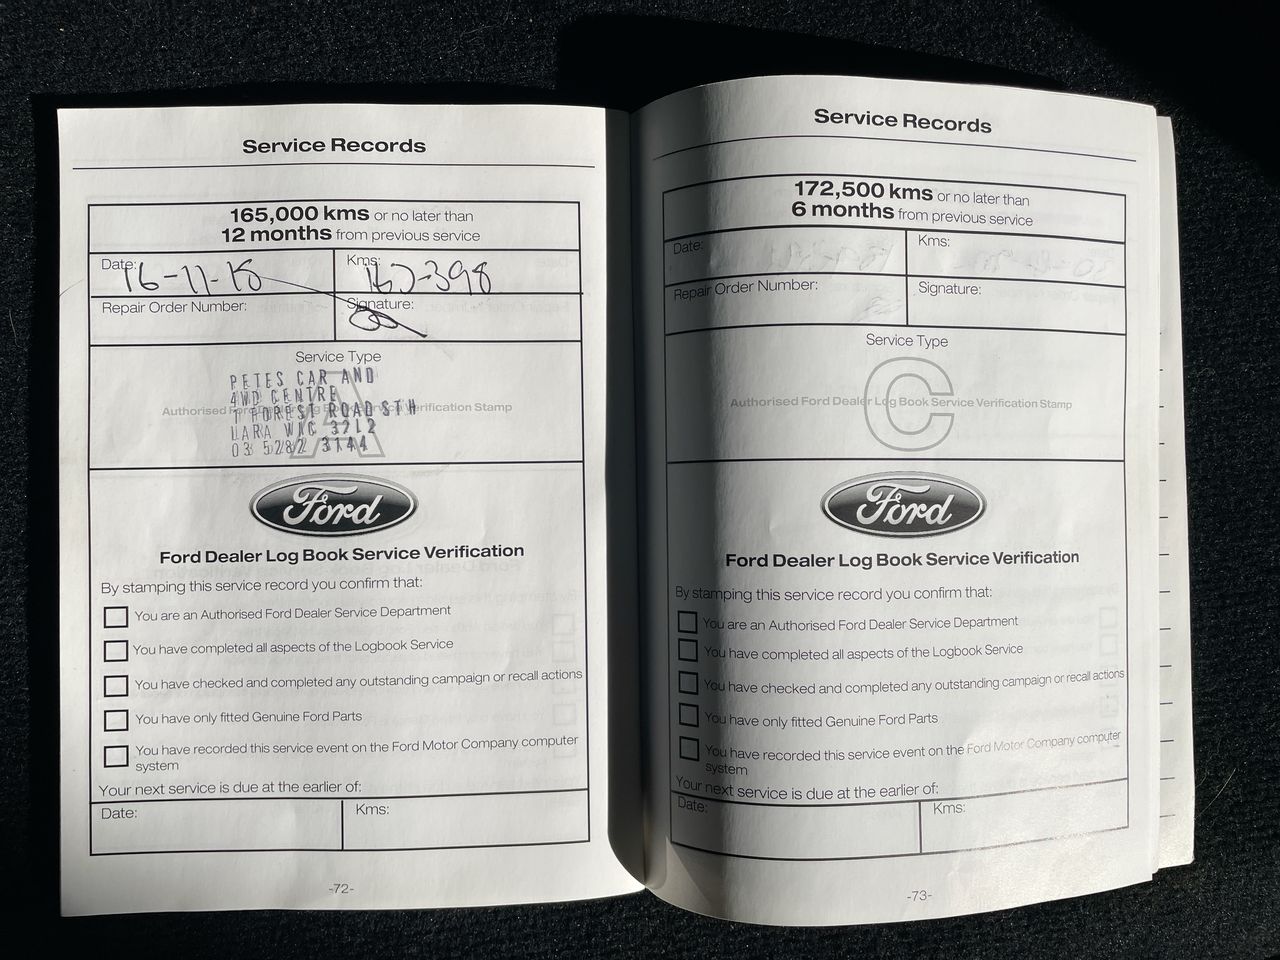 Service Records
165,000 kms or no later than
12 months from previous service
Date:
16-11-18
Kms:
Repair Order Number:
Signature:
Service Type
A
Authorised Ford Dealer Log Book Service Verification Stamp
PETES CAR AND
4WD CENTRE
1 FOREST ROAD STH
LARA VIC 3212
03 5282 3144
Ford
Ford Dealer Log Book Service Verification
By stamping this service record you confirm that:
You are an Authorised Ford Dealer Service Department
You have completed all aspects of the Logbook Service
You have checked and completed any outstanding campaign or recall actions
You have only fitted Genuine Ford Parts
You have recorded this service event on the Ford Motor Company computer
system
Your next service is due at the earlier of:
Date:
Kms:
-72-
Service Records
172,500 kms or no later than
6 months from previous service
Date:
Kms:
Repair Order Number:
Signature:
Service Type
C
Authorised Ford Dealer Log Book Service Verification Stamp
Ford
Ford Dealer Log Book Service Verification
By stamping this service record you confirm that:
You are an Authorised Ford Dealer Service Department
You have completed all aspects of the Logbook Service
You have checked and completed any outstanding campaign or recall actions
You have only fitted Genuine Ford Parts
You have recorded this service event on the Ford Motor Company computer
system
Your next service is due at the earlier of:
Date:
Kms:
-73-